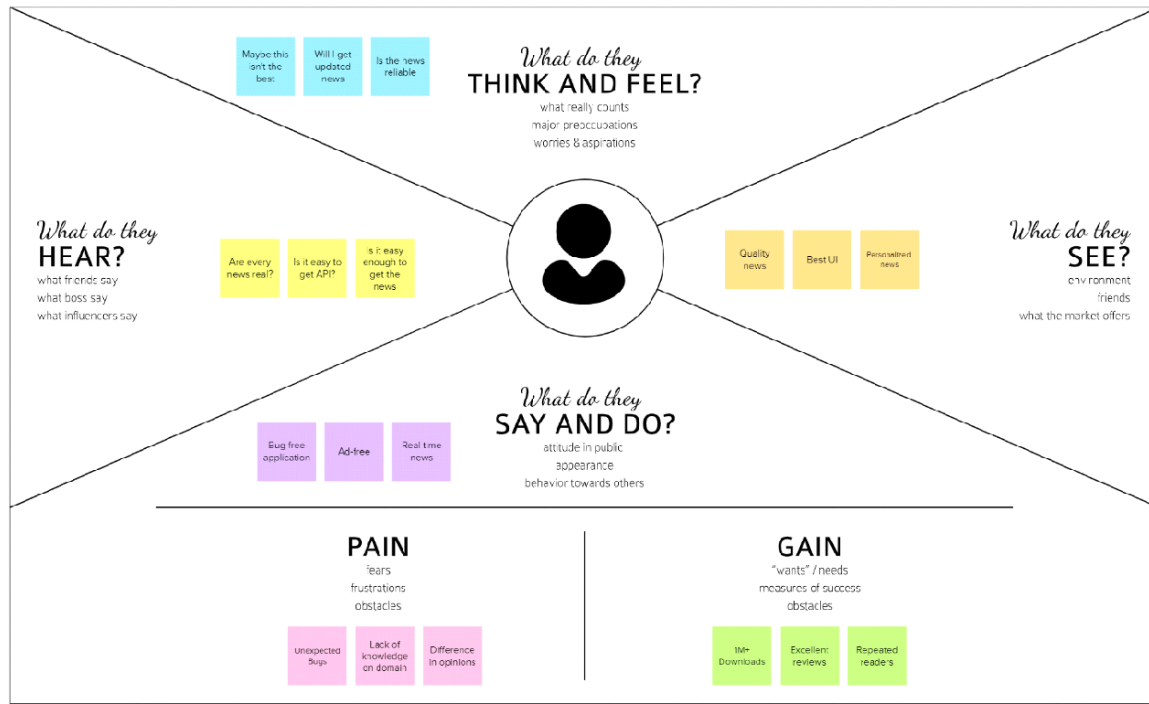 Maybe this
isn't the
best
Will I get
updated
news
Is the news
reliable
What do they
THINK AND FEEL?
what really counts
major preoccupations
worries & aspirations
What do they
HEAR?
what friends say
what boss say
what influencers say
Are every
news real?
Is it easy to
get API?
Is it easy
enough to
get the
news
Quality
news
Best UI
Personalized
news
What do they
SEE?
environment
friends
what the market offers
What do they
SAY AND DO?
attitude in public
appearance
behavior towards others
Bug free
application
Ad-free
Real time
news
PAIN
fears
frustrations
obstacles
Unexpected
Bugs
Lack of
knowledge
on domain
Difference
in opinions
GAIN
"wants" / needs
measures of success
obstacles
1M+
Downloads
Excellent
reviews
Repeated
readers